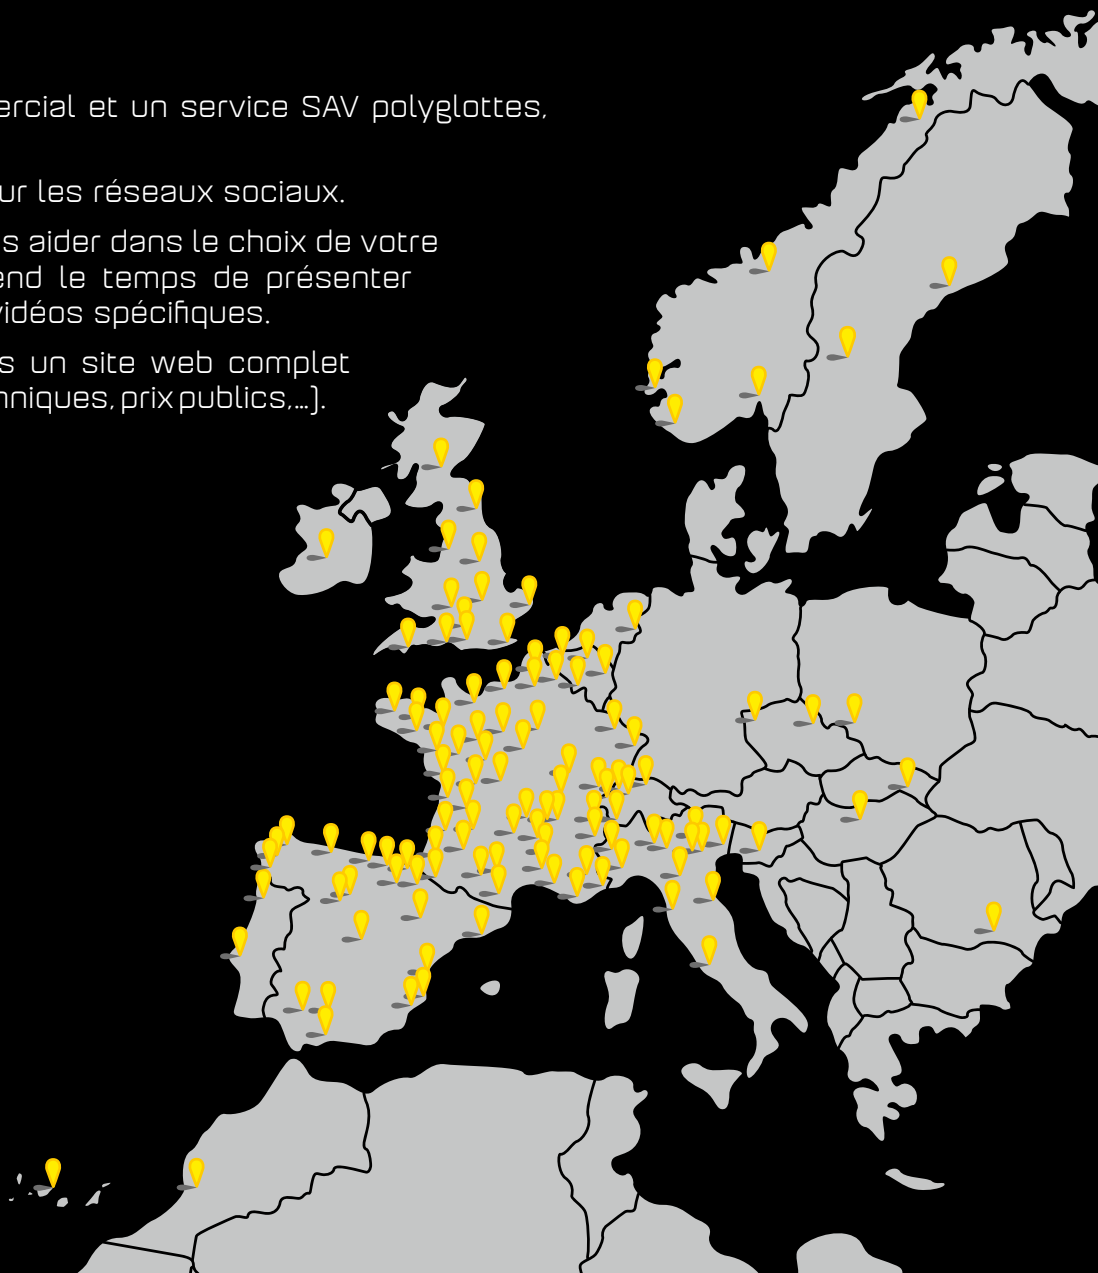 ercial et un service SAV polyglottes,
ur les réseaux sociaux.
s aider dans le choix de votre
end le temps de présenter
vidéos spécifiques.
s un site web complet
hniques, prix publics,...).